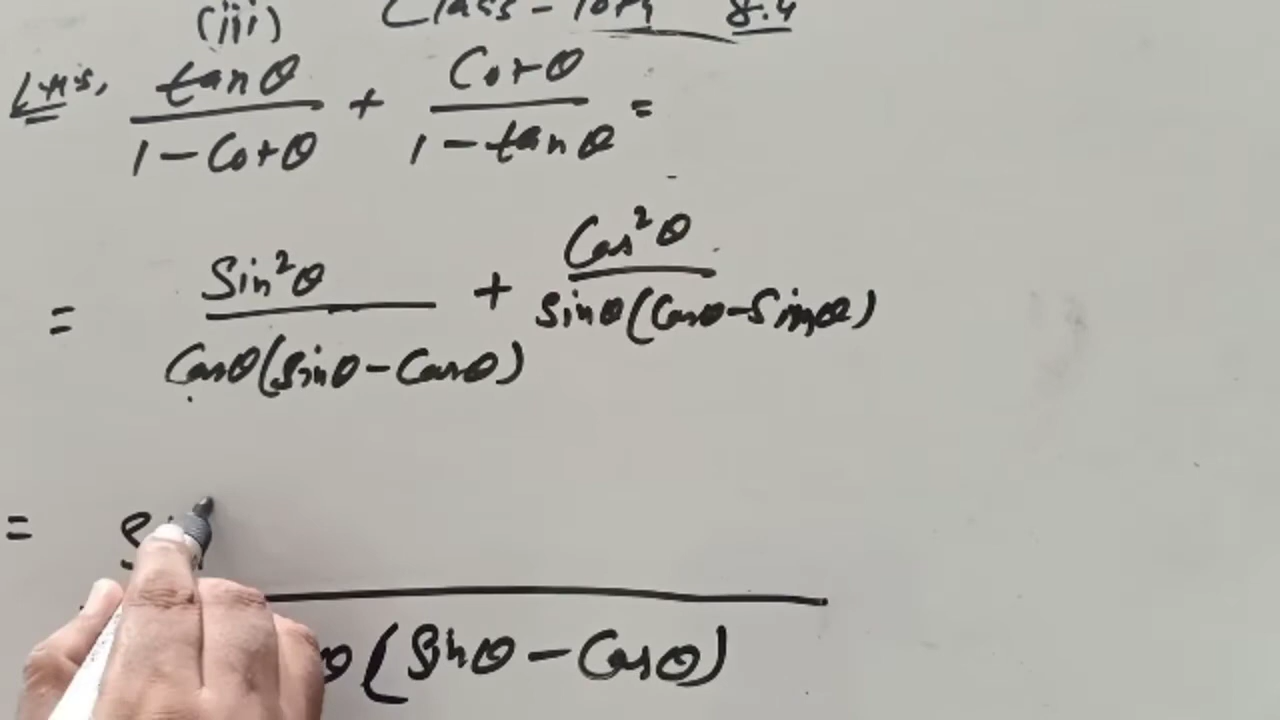 (iii) Class - 10th 8.4
L.H.S, tanθ / 1 - Cotθ + Cotθ / 1 - tanθ =
= Sin²θ / Cosθ(Sinθ - Cosθ) + Cos²θ / Sinθ(Cosθ - Sinθ)
= S
θ(Sinθ - Cosθ)